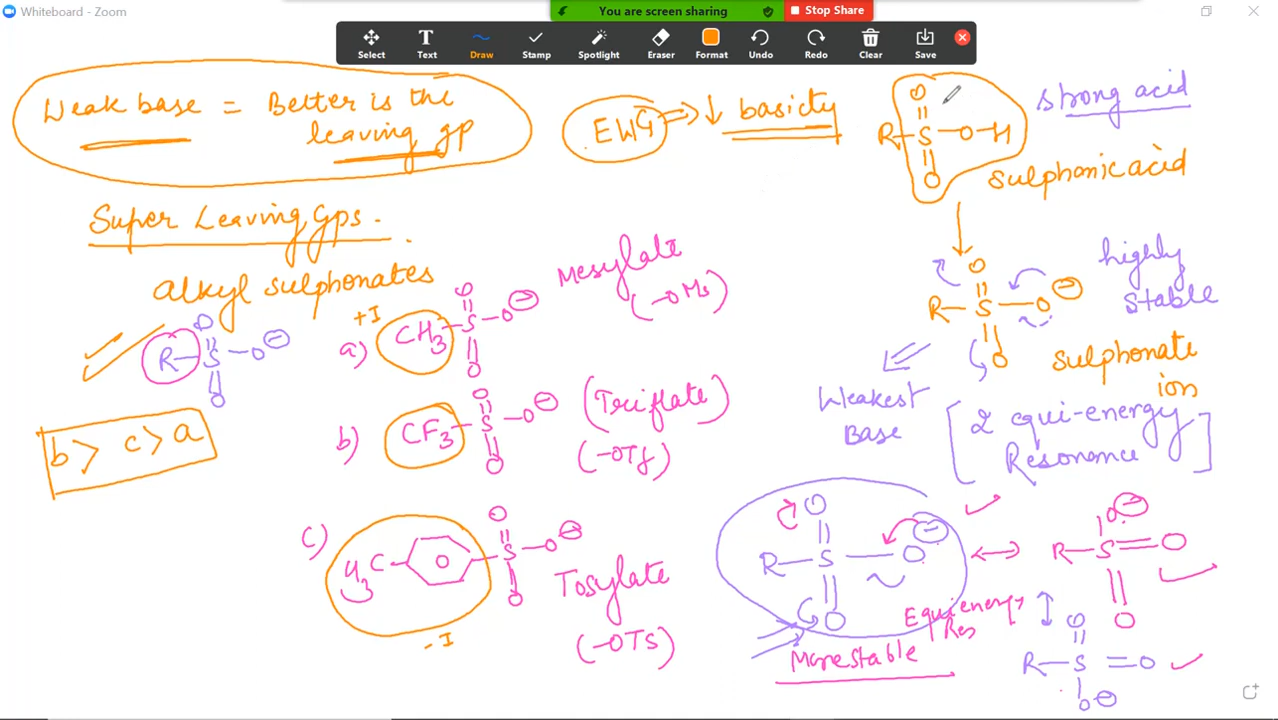 Whiteboard - Zoom
You are screen sharing
Stop Share
Select
Text
Draw
Stamp
Spotlight
Eraser
Format
Undo
Redo
Clear
Save
Weak base = Better is the
leaving gp
EWG ⇒ ↓ basicity
O
R-S-O-H
O
strong acid
sulphonic acid
Super Leaving Gps.
alkyl sulphonates
R-S-O⊖
O
O
b > c > a
+I
a) CH3-S-O⊖
O
O
Mesylate
(-OMs)
b) CF3-S-O⊖
O
O
(Triflate)
(-OTf)
c) H3C-S-O⊖
O
O
-I
Tosylate
(-OTS)
O
R-S-O⊖
O
highly
stable
sulphonate
ion
Weakest
Base
[2 equi-energy
Resonance]
O
R-S-O⊖
O
More stable
↔
O⊖
R-S=O
O
Equienergy
Res
O
R-S=O
O⊖